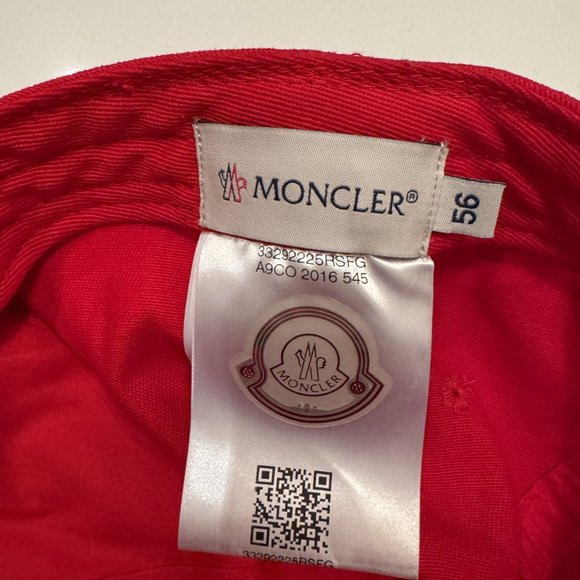 MONCLER®
56
33292225RSFG
A9CO 2016 545
MONCLER
33292225RSFG